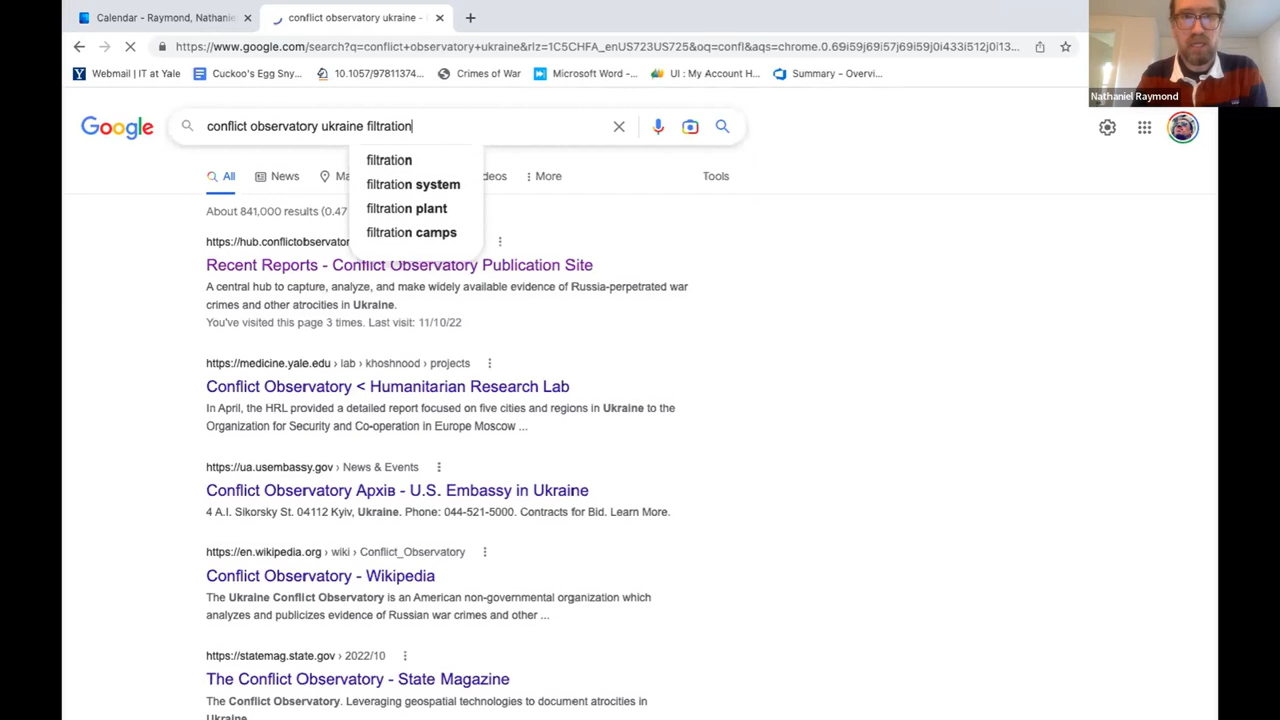 Calendar - Raymond, Nathanie
conflict observatory ukraine -
https://www.google.com/search?q=conflict+observatory+ukraine&rlz=1C5CHFA_enUS723US725&oq=confl&aqs=chrome.0.69i59j69i57j69i59j0i433i512j0i13...
Webmail | IT at Yale
Cuckoo's Egg Sny...
10.1057/97811374...
Crimes of War
Microsoft Word -...
UI : My Account H...
Summary – Overvi...
Nathaniel Raymond
Google
conflict observatory ukraine filtration
filtration
filtration system
filtration plant
filtration camps
All
News
Ma
deos
More
Tools
About 841,000 results (0.47
https://hub.conflictobservator
Recent Reports - Conflict Observatory Publication Site
A central hub to capture, analyze, and make widely available evidence of Russia-perpetrated war
crimes and other atrocities in Ukraine.
You've visited this page 3 times. Last visit: 11/10/22
https://medicine.yale.edu › lab › khoshnood › projects
Conflict Observatory < Humanitarian Research Lab
In April, the HRL provided a detailed report focused on five cities and regions in Ukraine to the
Organization for Security and Co-operation in Europe Moscow ...
https://ua.usembassy.gov › News & Events
Conflict Observatory Архів - U.S. Embassy in Ukraine
4 A.I. Sikorsky St. 04112 Kyiv, Ukraine. Phone: 044-521-5000. Contracts for Bid. Learn More.
https://en.wikipedia.org › wiki › Conflict_Observatory
Conflict Observatory - Wikipedia
The Ukraine Conflict Observatory is an American non-governmental organization which
analyzes and publicizes evidence of Russian war crimes and other ...
https://statemag.state.gov › 2022/10
The Conflict Observatory - State Magazine
The Conflict Observatory. Leveraging geospatial technologies to document atrocities in
Ukraine.